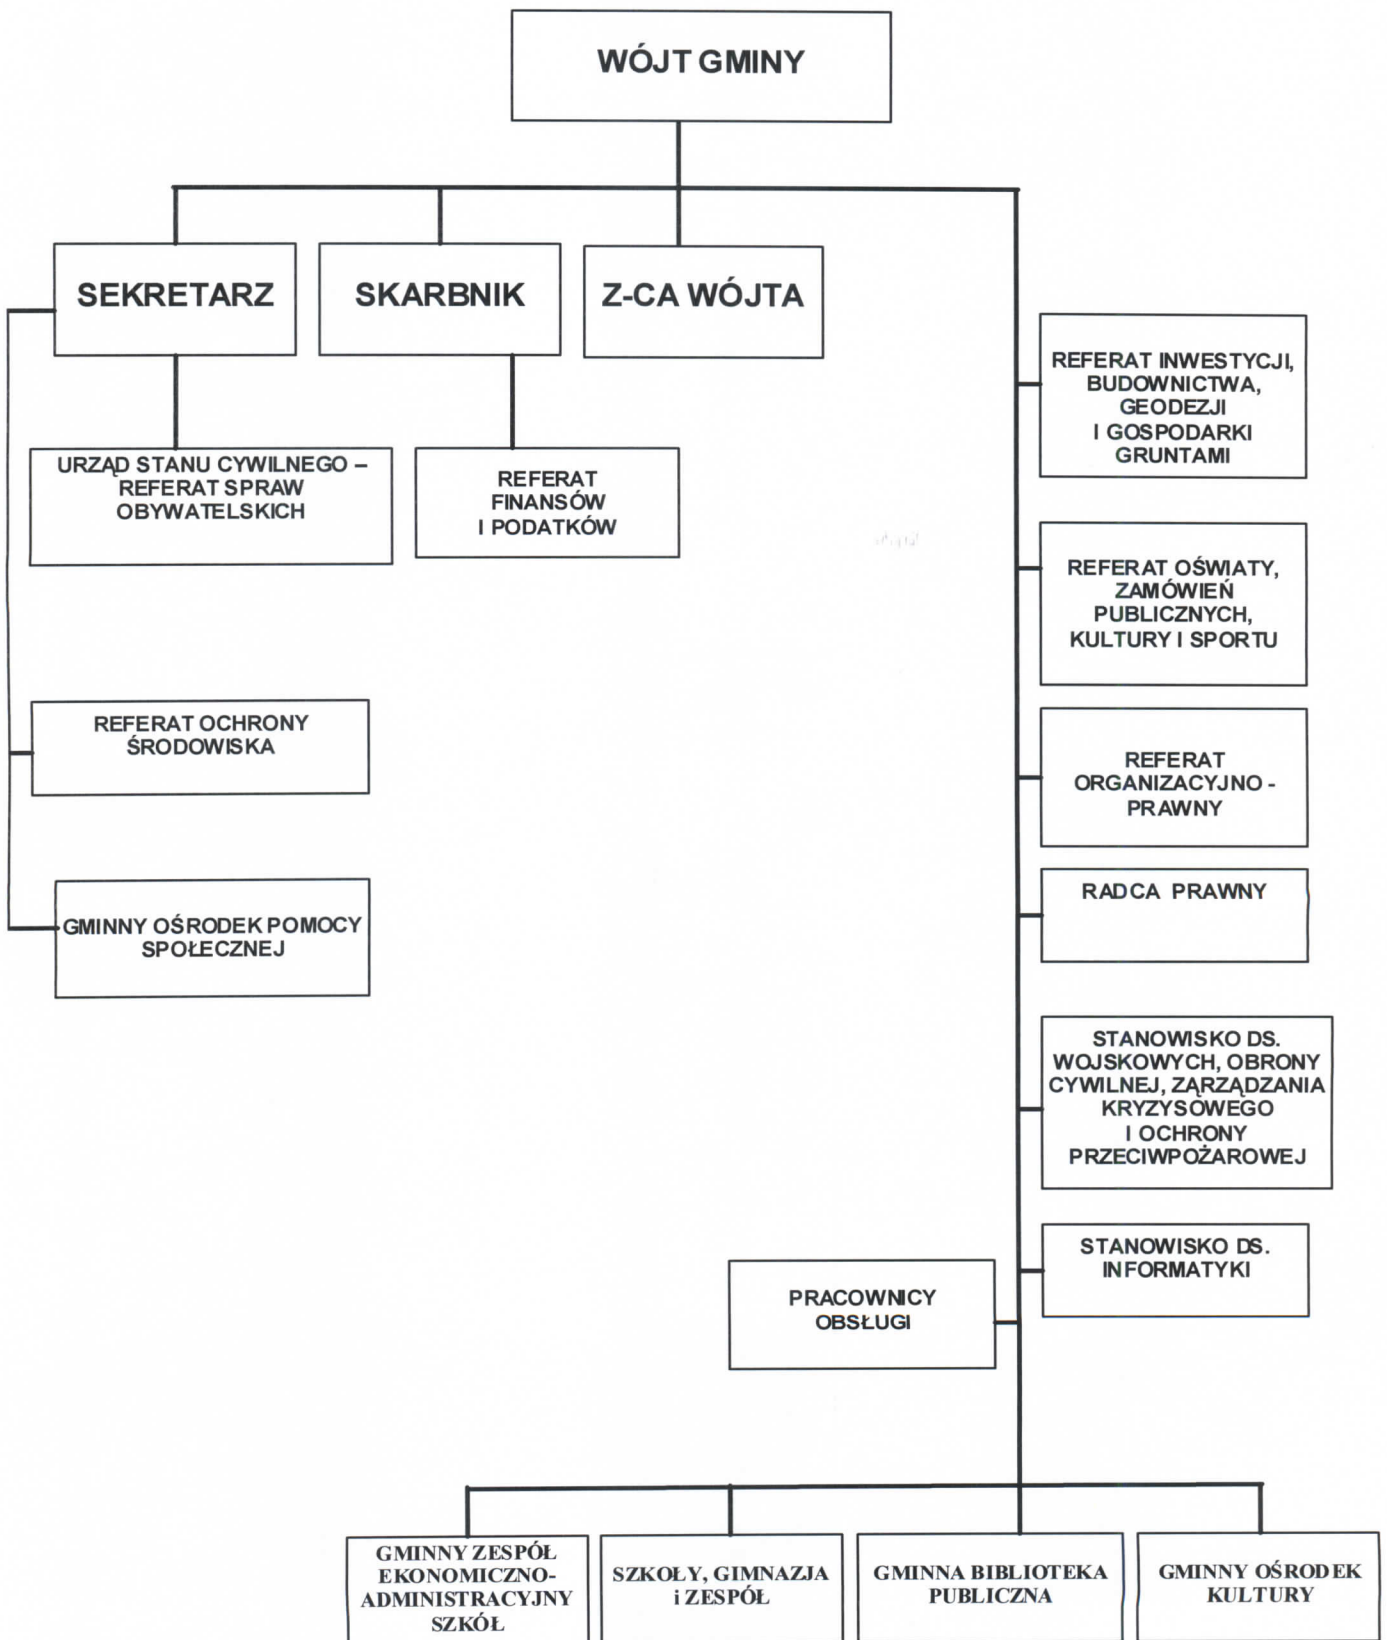 WÓJT GMINY
SEKRETARZ
SKARBNIK
Z-CA WÓJTA
URZĄD STANU CYWILNEGO –
REFERAT SPRAW
OBYWATELSKICH
REFERAT
FINANSÓW
I PODATKÓW
REFERAT OCHRONY
ŚRODOWISKA
GMINNY OŚRODEK POMOCY
SPOŁECZNEJ
REFERAT INWESTYCJI,
BUDOWNICTWA,
GEODEZJI
I GOSPODARKI
GRUNTAMI
REFERAT OŚWIATY,
ZAMÓWIEŃ
PUBLICZNYCH,
KULTURY I SPORTU
REFERAT
ORGANIZACYJNO -
PRAWNY
RADCA PRAWNY
STANOWISKO DS.
WOJSKOWYCH, OBRONY
CYWILNEJ, ZARZĄDZANIA
KRYZYSOWEGO
I OCHRONY
PRZECIWPOŻAROWEJ
STANOWISKO DS.
INFORMATYKI
PRACOWNICY
OBSŁUGI
GMINNY ZESPÓŁ
EKONOMICZNO-
ADMINISTRACYJNY
SZKÓŁ
SZKOŁY, GIMNAZJA
i ZESPÓŁ
GMINNA BIBLIOTEKA
PUBLICZNA
GMINNY OŚRODEK
KULTURY